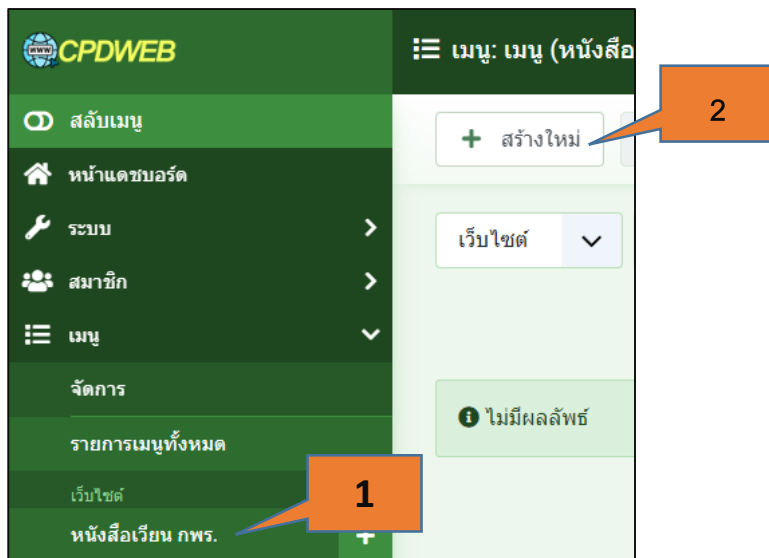 www CPDWEB
เมนู: เมนู (หนังสือ
สลับเมนู
+ สร้างใหม่
2
หน้าแดชบอร์ด
ระบบ
เว็บไซต์
สมาชิก
เมนู
จัดการ
ไม่มีผลลัพธ์
รายการเมนูทั้งหมด
เว็บไซต์
1
หนังสือเวียน กพร.
+